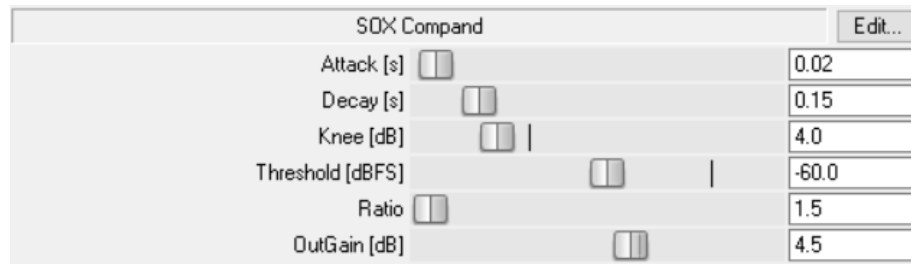 SOX Compand Edit...
Attack [s] 0.02
Decay [s] 0.15
Knee [dB] 4.0
Threshold [dBFS] -60.0
Ratio 1.5
OutGain [dB] 4.5